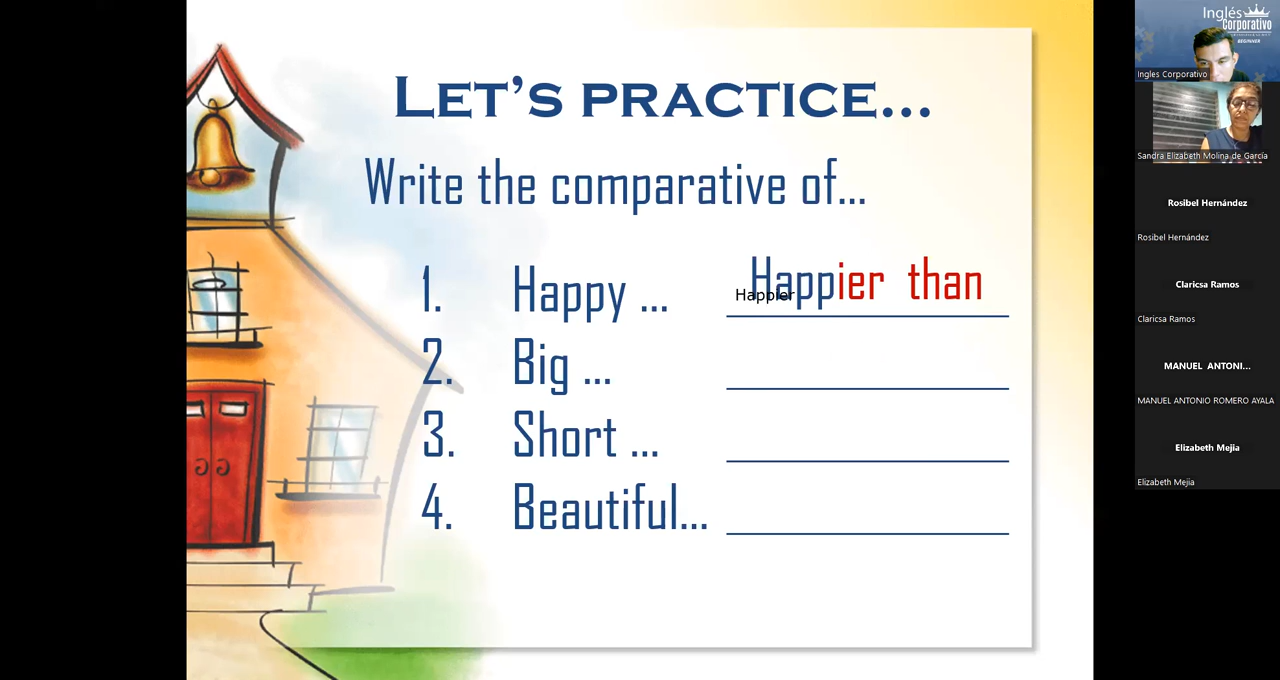 LET'S PRACTICE...
Write the comparative of...
1. Happy ... Happier than
Happier
2. Big ...
3. Short ...
4. Beautiful...
Inglés
Corporativo
BEGINNER
Ingles Corporativo
Sandra Elizabeth Molina de García
Rosibel Hernández
Rosibel Hernández
Claricsa Ramos
Claricsa Ramos
MANUEL ANTONI...
MANUEL ANTONIO ROMERO AYALA
Elizabeth Mejia
Elizabeth Mejia